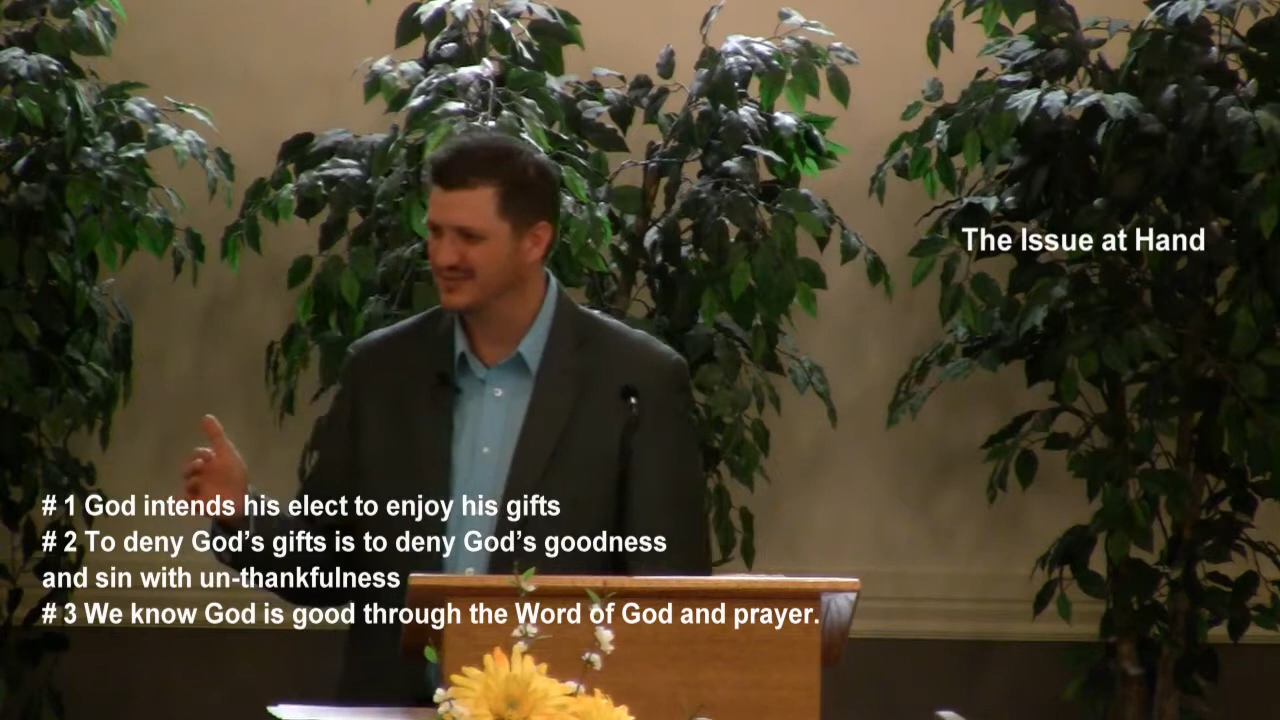 The Issue at Hand
# 1 God intends his elect to enjoy his gifts
# 2 To deny God’s gifts is to deny God’s goodness
and sin with un-thankfulness
# 3 We know God is good through the Word of God and prayer.